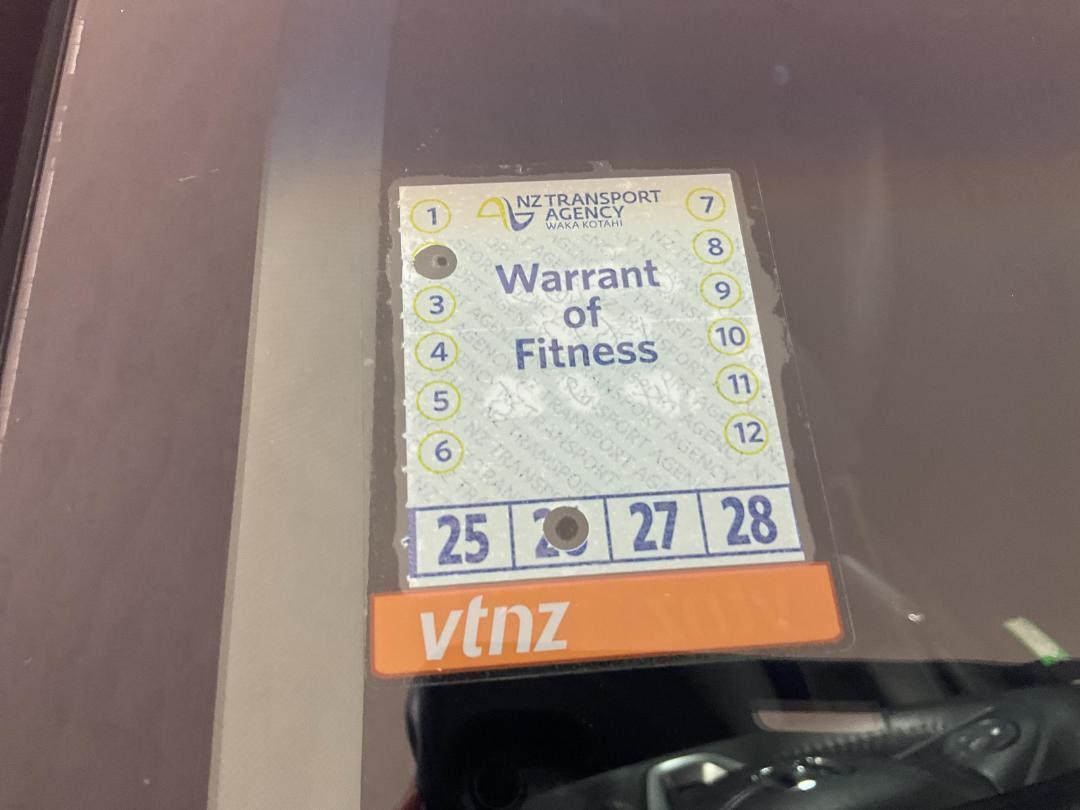 NZ TRANSPORT
AGENCY
WAKA KOTAHI
Warrant
of
Fitness
1
3
4
5
6
7
8
9
10
11
12
25 27 28
vtnz